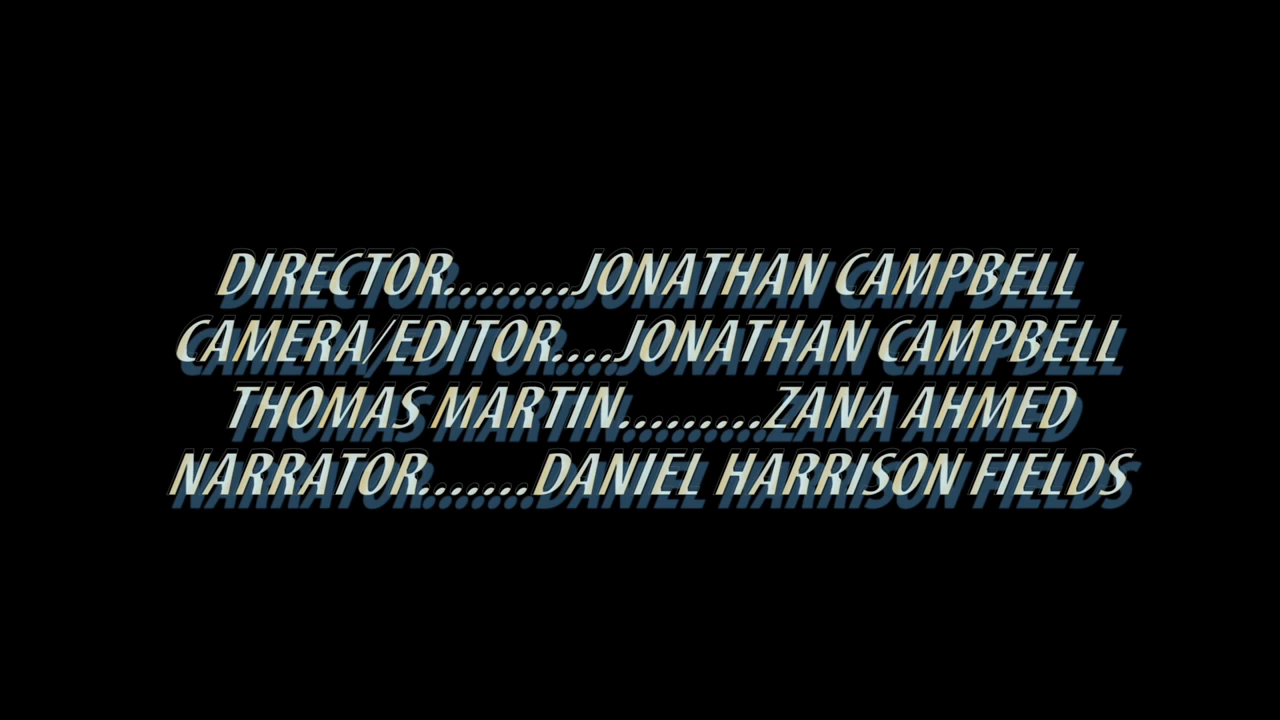 DIRECTOR........JONATHAN CAMPBELL
CAMERA/EDITOR....JONATHAN CAMPBELL
THOMAS MARTIN.........ZANA AHMED
NARRATOR.......DANIEL HARRISON FIELDS